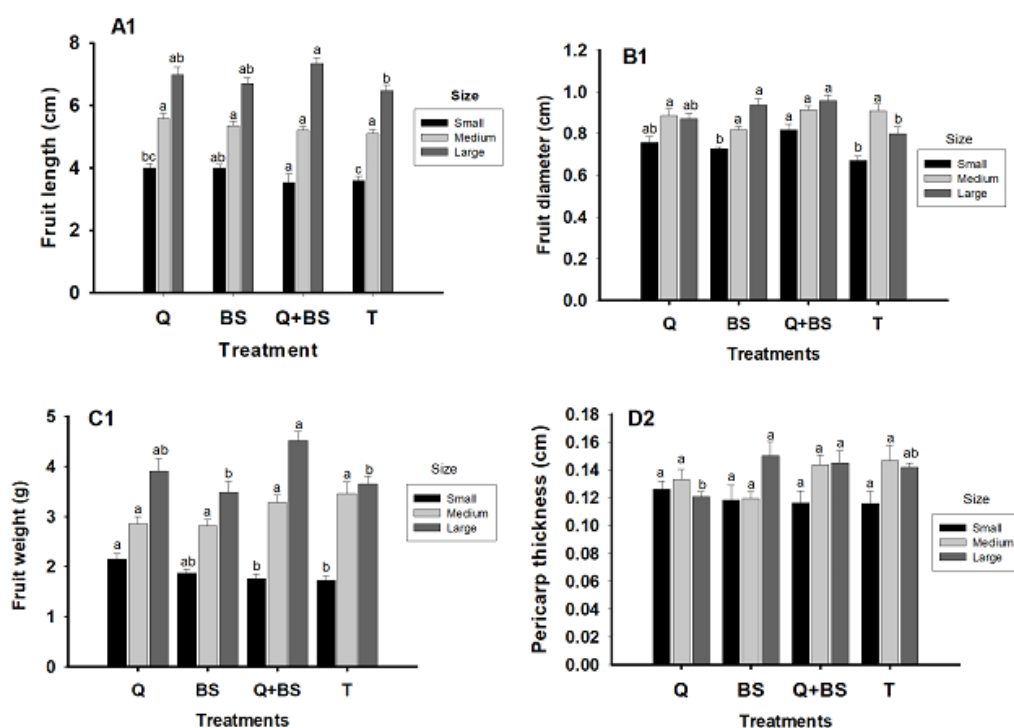 A1
Fruit length (cm)
8
6
4
2
0
bc a ab
ab a ab
a a a
c a b
Size
Small
Medium
Large
Q BS Q+BS T
Treatment
B1
Fruit diameter (cm)
1.2
1.0
0.8
0.6
0.4
0.2
0.0
ab a ab
b a a
a a a
b a b
Size
Small
Medium
Large
Q BS Q+BS T
Treatments
C1
Fruit weight (g)
5
4
3
2
1
0
a a ab
ab a b
b a a
b a b
Size
Small
Medium
Large
Q BS Q+BS T
Treatments
D2
Pericarp thickness (cm)
0.18
0.16
0.14
0.12
0.10
0.08
0.06
0.04
0.02
0.00
a a b
a a a
a a a
a a ab
Size
Small
Medium
Large
Q BS Q+BS T
Treatments